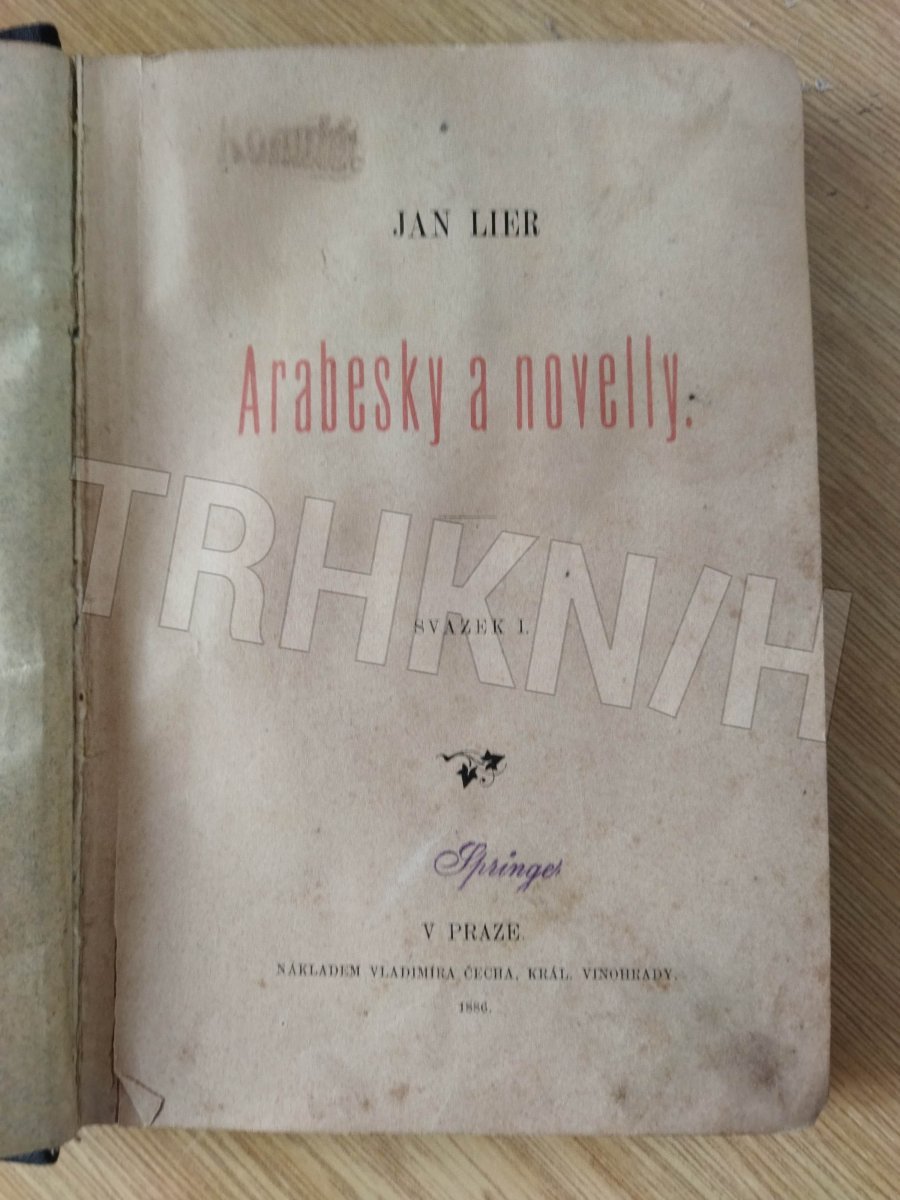 JAN LIER
Arabesky a novelly.
TRHKNIH
SVAZEK I.
Springer
V PRAZE.
NÁKLADEM VLADIMÍRA ČECHA, KRÁL. VINOHRADY.
1886.